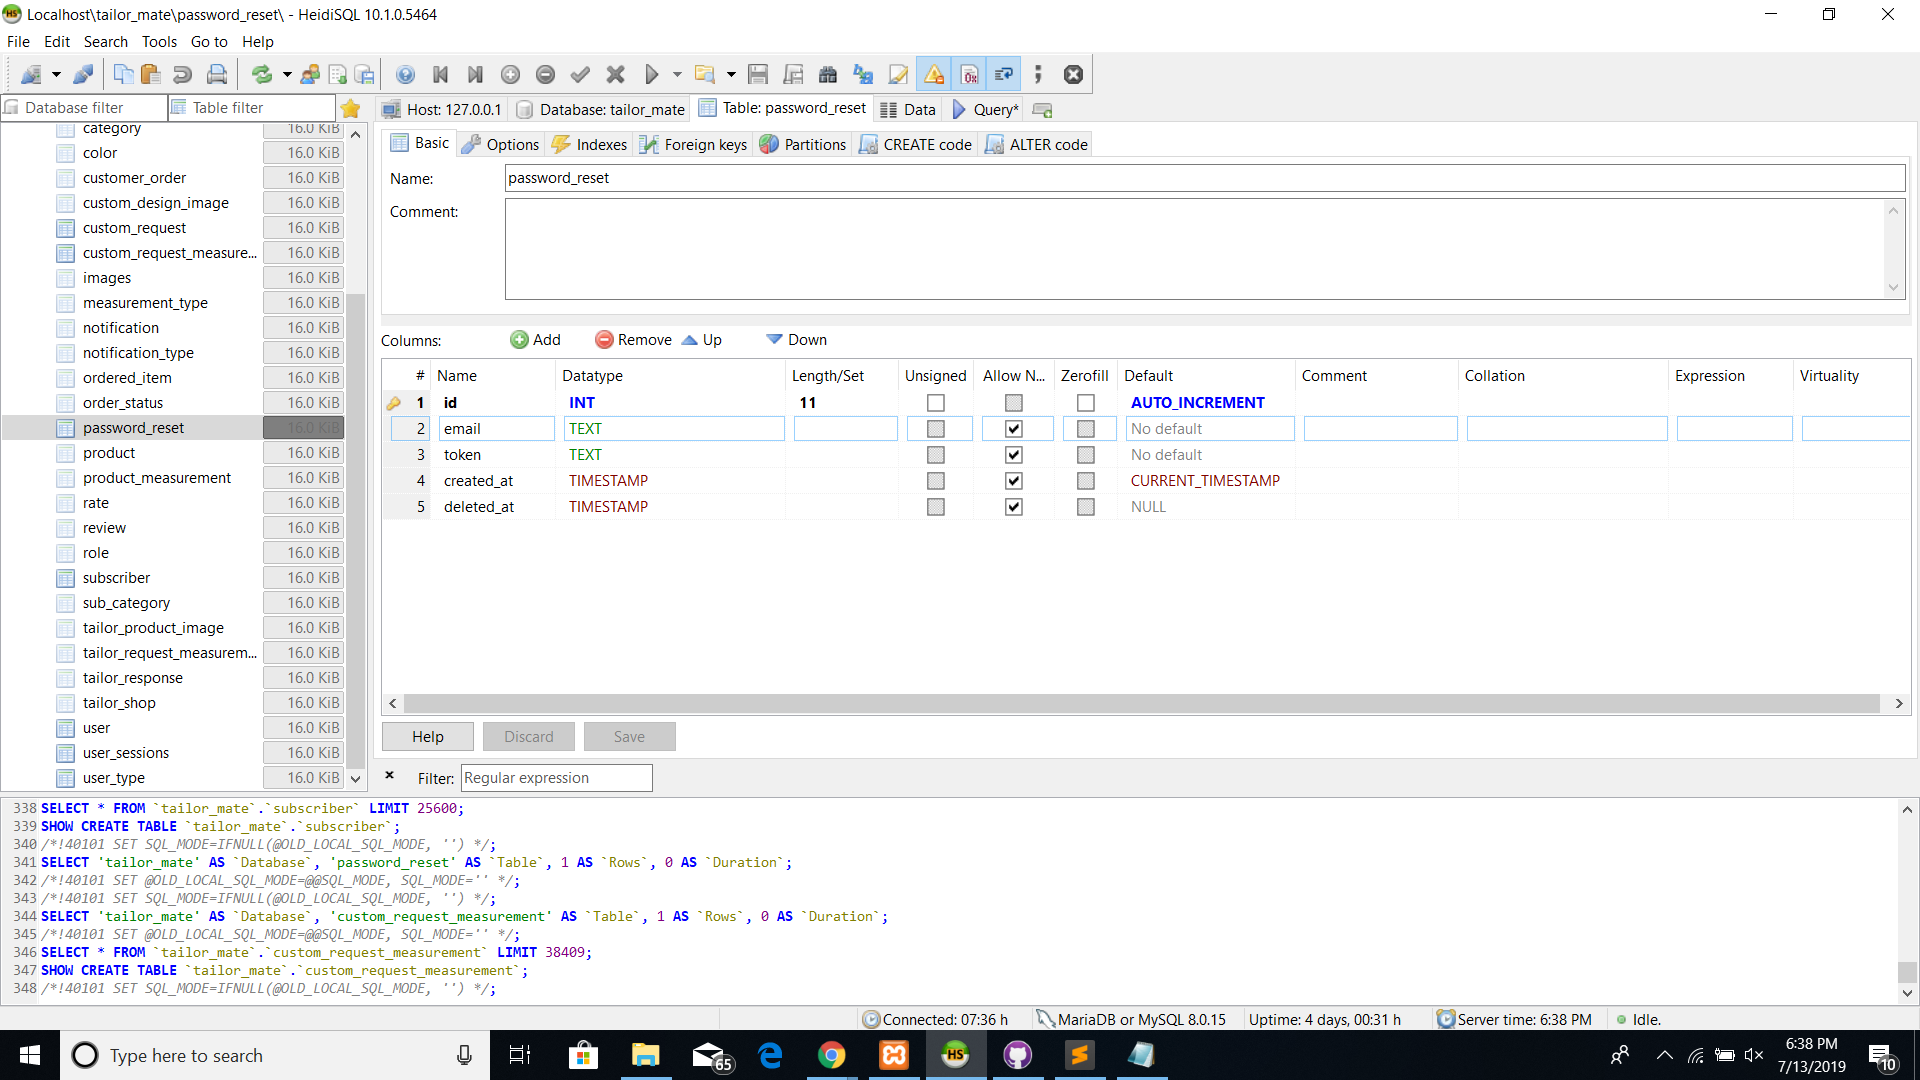 Localhost\tailor_mate\password_reset\ - HeidiSQL 10.1.0.5464
File Edit Search Tools Go to Help
Database filter Table filter
Host: 127.0.0.1 Database: tailor_mate Table: password_reset Data Query*
category 16.0 KiB
color 16.0 KiB
customer_order 16.0 KiB
custom_design_image 16.0 KiB
custom_request 16.0 KiB
custom_request_measure... 16.0 KiB
images 16.0 KiB
measurement_type 16.0 KiB
notification 16.0 KiB
notification_type 16.0 KiB
ordered_item 16.0 KiB
order_status 16.0 KiB
password_reset 16.0 KiB
product 16.0 KiB
product_measurement 16.0 KiB
rate 16.0 KiB
review 16.0 KiB
role 16.0 KiB
subscriber 16.0 KiB
sub_category 16.0 KiB
tailor_product_image 16.0 KiB
tailor_request_measurem... 16.0 KiB
tailor_response 16.0 KiB
tailor_shop 16.0 KiB
user 16.0 KiB
user_sessions 16.0 KiB
user_type 16.0 KiB
Basic Options Indexes Foreign keys Partitions CREATE code ALTER code
Name: password_reset
Comment:
Columns: Add Remove Up Down
# Name Datatype Length/Set Unsigned Allow N... Zerofill Default Comment Collation Expression Virtuality
1 id INT 11 AUTO_INCREMENT
2 email TEXT No default
3 token TEXT No default
4 created_at TIMESTAMP CURRENT_TIMESTAMP
5 deleted_at TIMESTAMP NULL
Help Discard Save
Filter: Regular expression
338 SELECT * FROM `tailor_mate`.`subscriber` LIMIT 25600;
339 SHOW CREATE TABLE `tailor_mate`.`subscriber`;
340 /*!40101 SET SQL_MODE=IFNULL(@OLD_LOCAL_SQL_MODE, '') */;
341 SELECT 'tailor_mate' AS `Database`, 'password_reset' AS `Table`, 1 AS `Rows`, 0 AS `Duration`;
342 /*!40101 SET @OLD_LOCAL_SQL_MODE=@@SQL_MODE, SQL_MODE='' */;
343 /*!40101 SET SQL_MODE=IFNULL(@OLD_LOCAL_SQL_MODE, '') */;
344 SELECT 'tailor_mate' AS `Database`, 'custom_request_measurement' AS `Table`, 1 AS `Rows`, 0 AS `Duration`;
345 /*!40101 SET @OLD_LOCAL_SQL_MODE=@@SQL_MODE, SQL_MODE='' */;
346 SELECT * FROM `tailor_mate`.`custom_request_measurement` LIMIT 38409;
347 SHOW CREATE TABLE `tailor_mate`.`custom_request_measurement`;
348 /*!40101 SET SQL_MODE=IFNULL(@OLD_LOCAL_SQL_MODE, '') */;
Connected: 07:36 h MariaDB or MySQL 8.0.15 Uptime: 4 days, 00:31 h Server time: 6:38 PM Idle.
Type here to search 65 HS 6:38 PM
7/13/2019 10